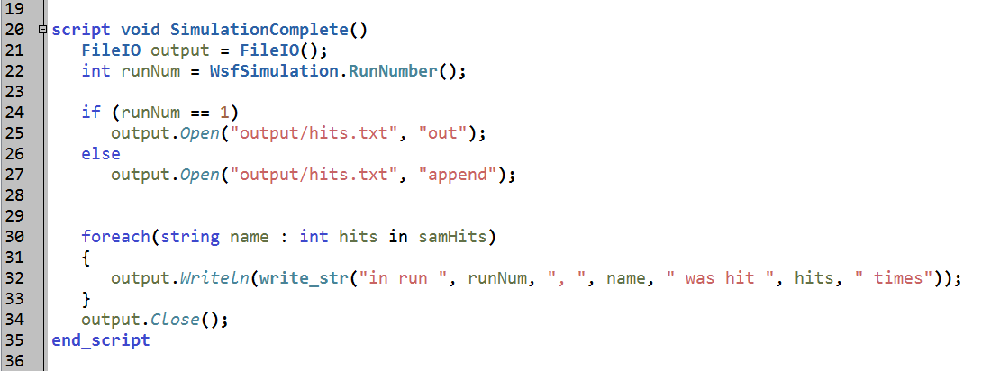 19
20 script void SimulationComplete()
21 FileIO output = FileIO();
22 int runNum = WsfSimulation.RunNumber();
23
24 if (runNum == 1)
25 output.Open("output/hits.txt", "out");
26 else
27 output.Open("output/hits.txt", "append");
28
29
30 foreach(string name : int hits in samHits)
31 {
32 output.Writeln(write_str("in run ", runNum, ", ", name, " was hit ", hits, " times"));
33 }
34 output.Close();
35 end_script
36